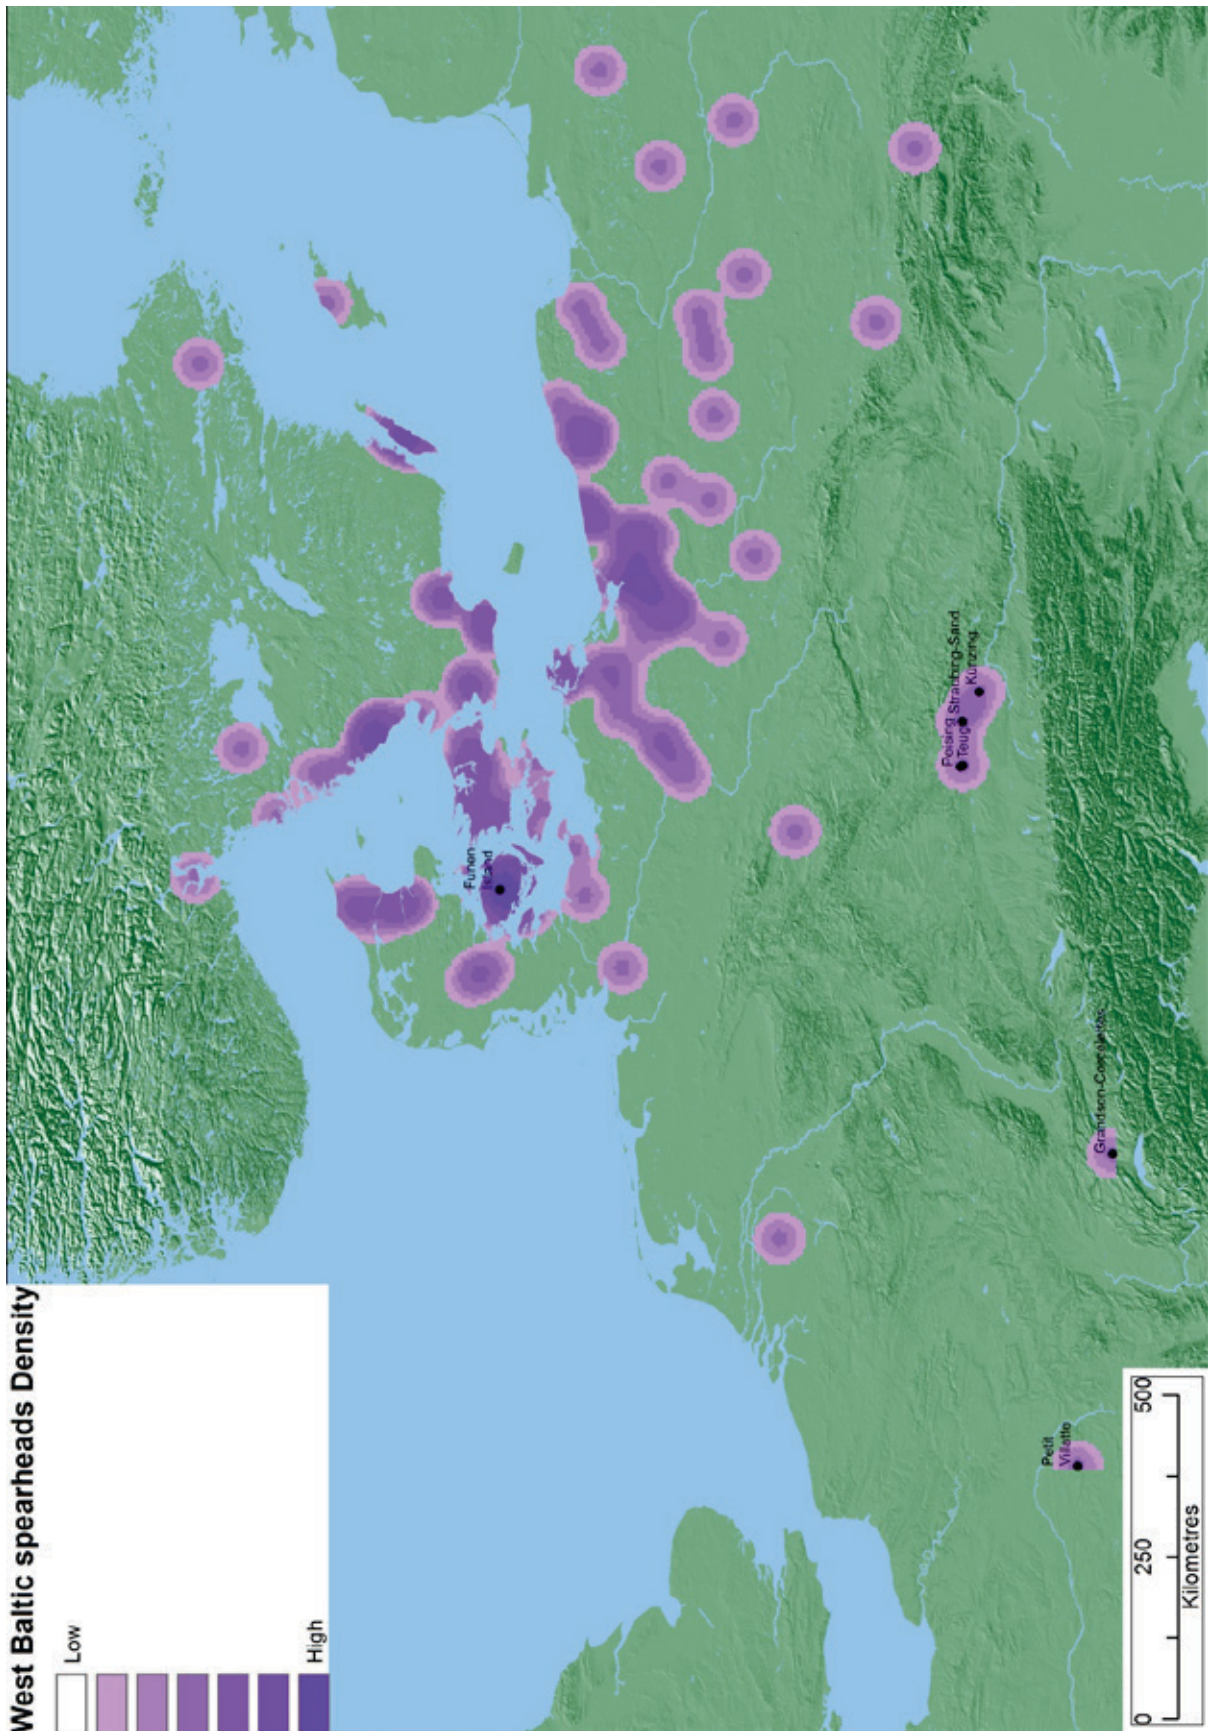 West Baltic spearheads Density
Low
High
Funen
Island
Poising
Straubing-Sand
Teugn
Künzing
Grandson-Corcelettes
Petit
Villatte
0
250
500
Kilometres